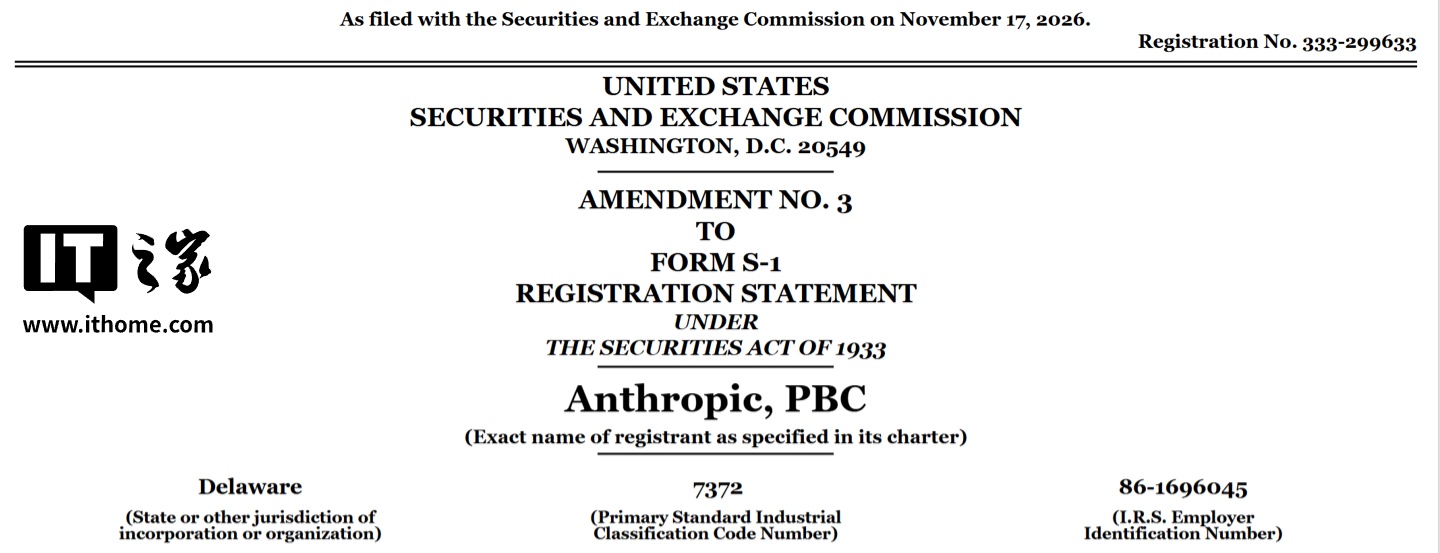 As filed with the Securities and Exchange Commission on November 17, 2026.
Registration No. 333-299633
UNITED STATES
SECURITIES AND EXCHANGE COMMISSION
WASHINGTON, D.C. 20549
AMENDMENT NO. 3
TO
FORM S-1
REGISTRATION STATEMENT
UNDER
THE SECURITIES ACT OF 1933
IT之家
www.ithome.com
Anthropic, PBC
(Exact name of registrant as specified in its charter)
Delaware
(State or other jurisdiction of
incorporation or organization)
7372
(Primary Standard Industrial
Classification Code Number)
86-1696045
(I.R.S. Employer
Identification Number)